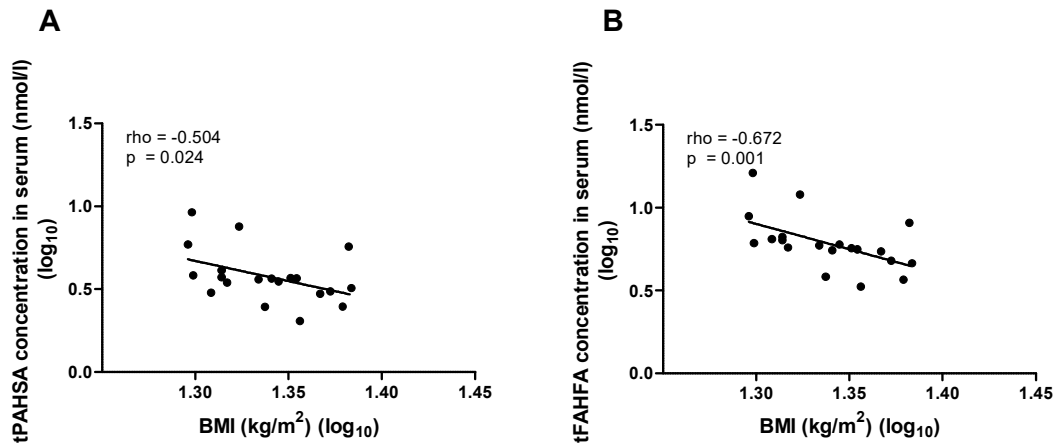 A
tPAHSA concentration in serum (nmol/l)
(log10)
1.5
1.0
0.5
0.0
rho = -0.504
p = 0.024
1.30
1.35
1.40
1.45
BMI (kg/m2) (log10)
B
tFAHFA concentration in serum (nmol/l)
(log10)
1.5
1.0
0.5
0.0
rho = -0.672
p = 0.001
1.30
1.35
1.40
1.45
BMI (kg/m2) (log10)